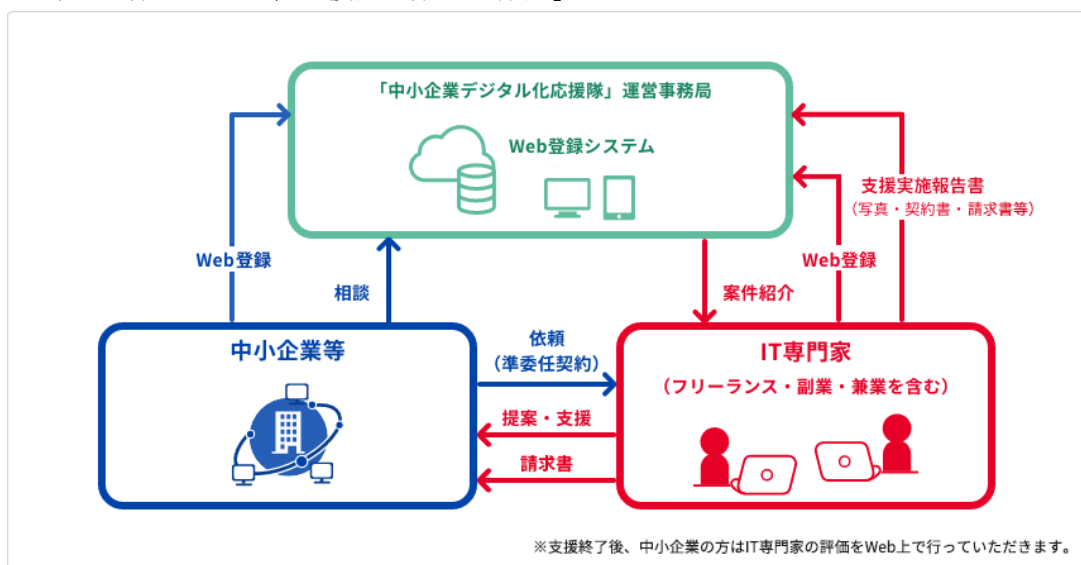 「中小企業デジタル化応援隊」運営事務局
Web登録システム
支援実施報告書
（写真・契約書・請求書等）
Web登録
相談
案件紹介
Web登録
中小企業等
依頼
（準委任契約）
提案・支援
請求書
IT専門家
（フリーランス・副業・兼業を含む）
※支援終了後、中小企業の方はIT専門家の評価をWeb上で行っていただきます。